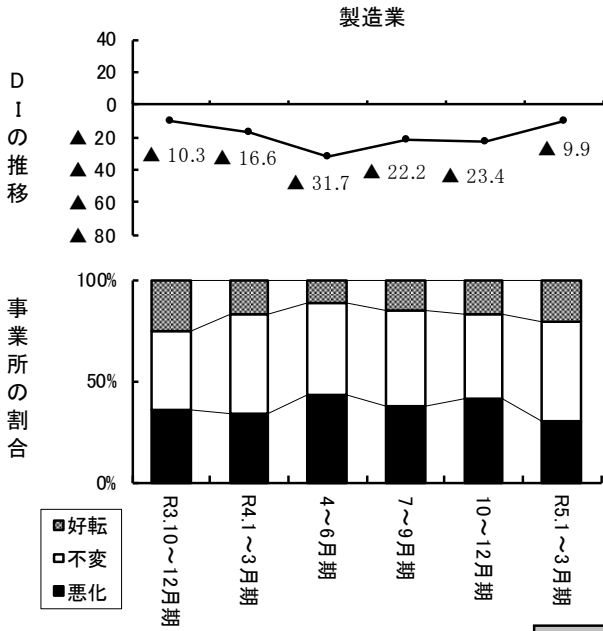 製造業
DIの推移
40
20
0
▲ 20
▲ 40
▲ 60
▲ 80
▲ 10.3
▲ 16.6
▲ 31.7
▲ 22.2
▲ 23.4
▲ 9.9
事業所の割合
100%
50%
0%
R3.10～12月期
R4.1～3月期
4～6月期
7～9月期
10～12月期
R5.1～3月期
好転
不変
悪化